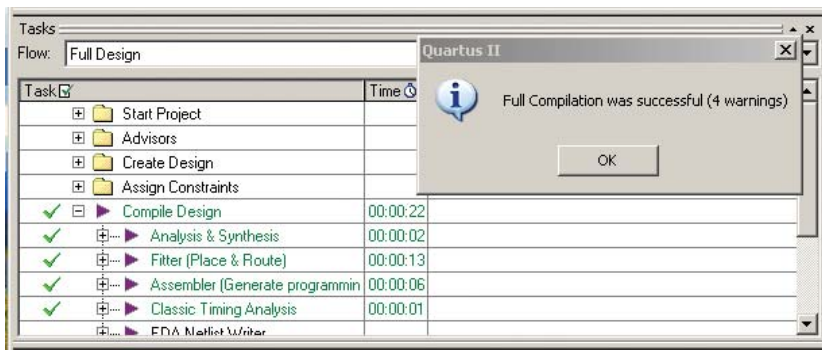 Tasks
Flow: Full Design
Quartus II
Full Compilation was successful (4 warnings)
OK
Task Time
Start Project
Advisors
Create Design
Assign Constraints
Compile Design 00:00:22
Analysis & Synthesis 00:00:02
Fitter (Place & Route) 00:00:13
Assembler (Generate programmin 00:00:06
Classic Timing Analysis 00:00:01
EDA Netlist Writer